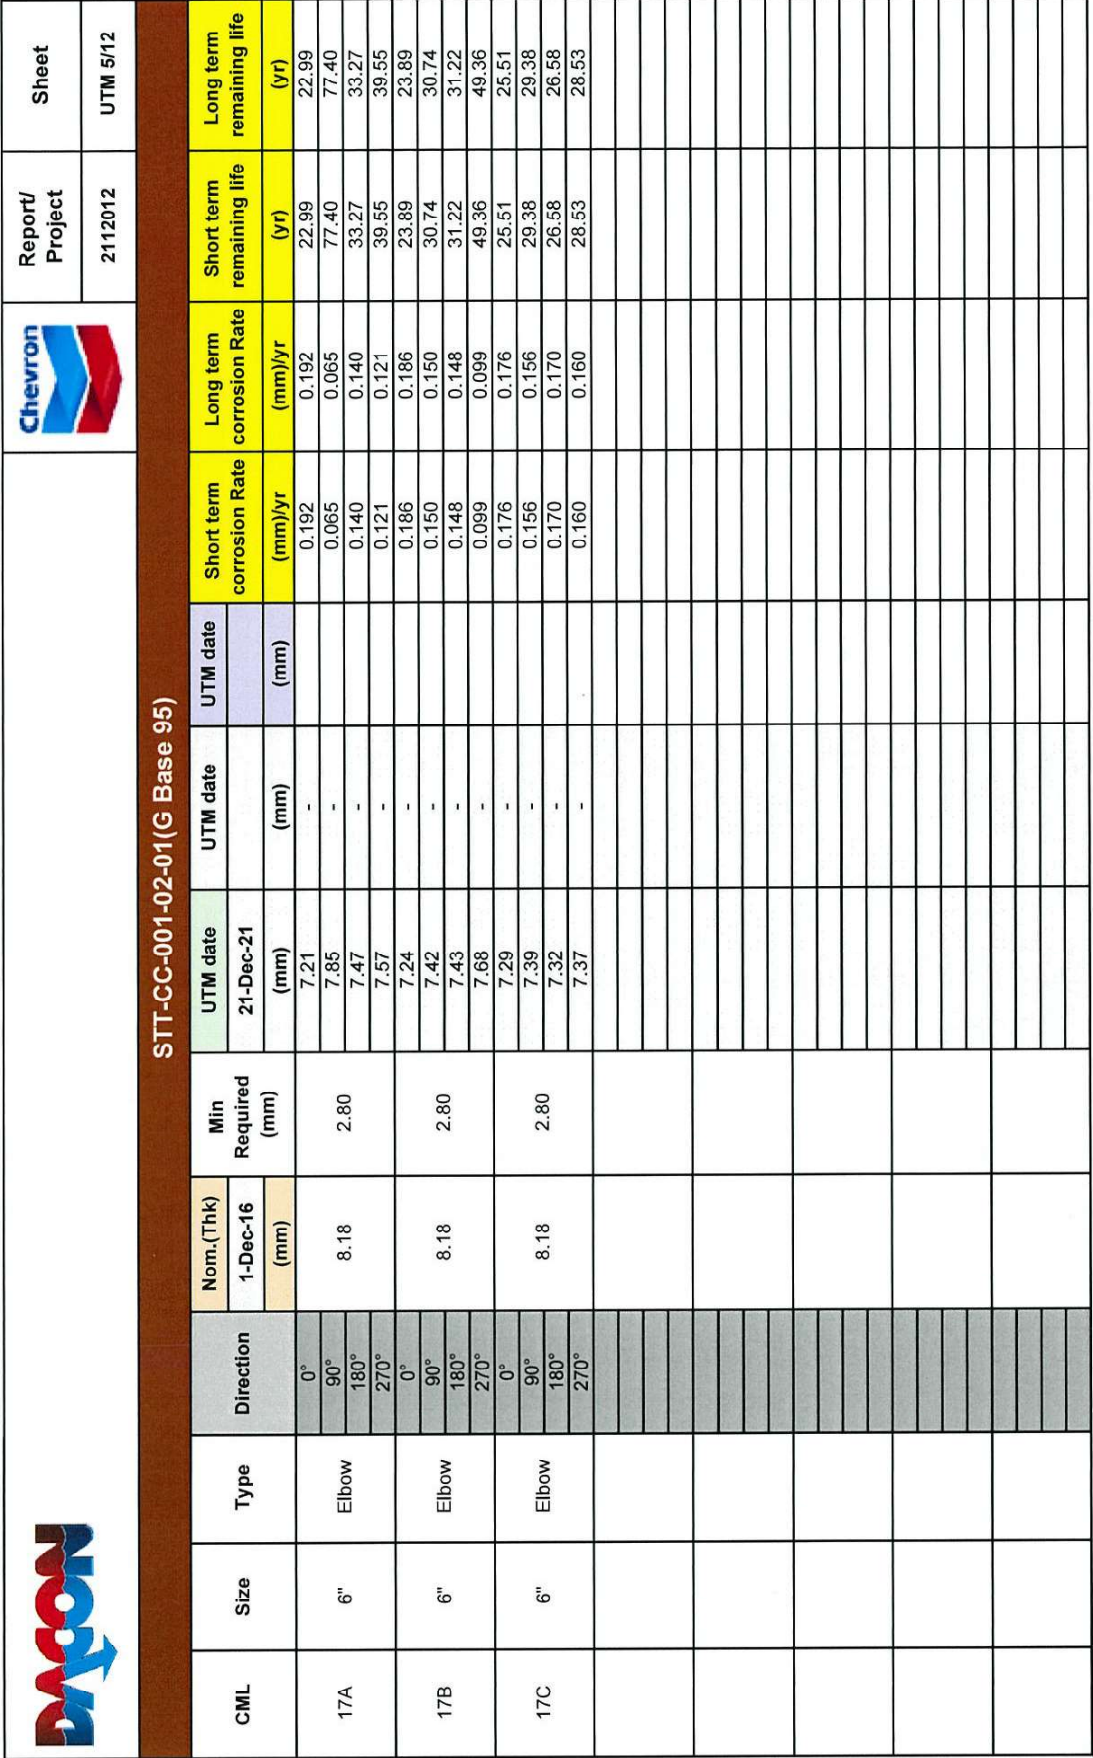 DACON
Chevron
Report/ Project
Sheet
2112012
UTM 5/12
STT-CC-001-02-01(G Base 95)
CML Size Type Direction Nom.(Thk) Min Required (mm) UTM date UTM date UTM date Short term corrosion Rate Long term corrosion Rate Short term remaining life Long term remaining life
1-Dec-16 21-Dec-21
(mm) (mm) (mm) (mm) (mm)/yr (mm)/yr (yr) (yr)
17A 6" Elbow 8.18 2.80
0° 7.21 - 0.192 0.192 22.99 22.99
90° 7.85 - 0.065 0.065 77.40 77.40
180° 7.47 - 0.140 0.140 33.27 33.27
270° 7.57 - 0.121 0.121 39.55 39.55
17B 6" Elbow 8.18 2.80
0° 7.24 - 0.186 0.186 23.89 23.89
90° 7.42 - 0.150 0.150 30.74 30.74
180° 7.43 - 0.148 0.148 31.22 31.22
270° 7.68 - 0.099 0.099 49.36 49.36
17C 6" Elbow 8.18 2.80
0° 7.29 - 0.176 0.176 25.51 25.51
90° 7.39 - 0.156 0.156 29.38 29.38
180° 7.32 - 0.170 0.170 26.58 26.58
270° 7.37 - 0.160 0.160 28.53 28.53